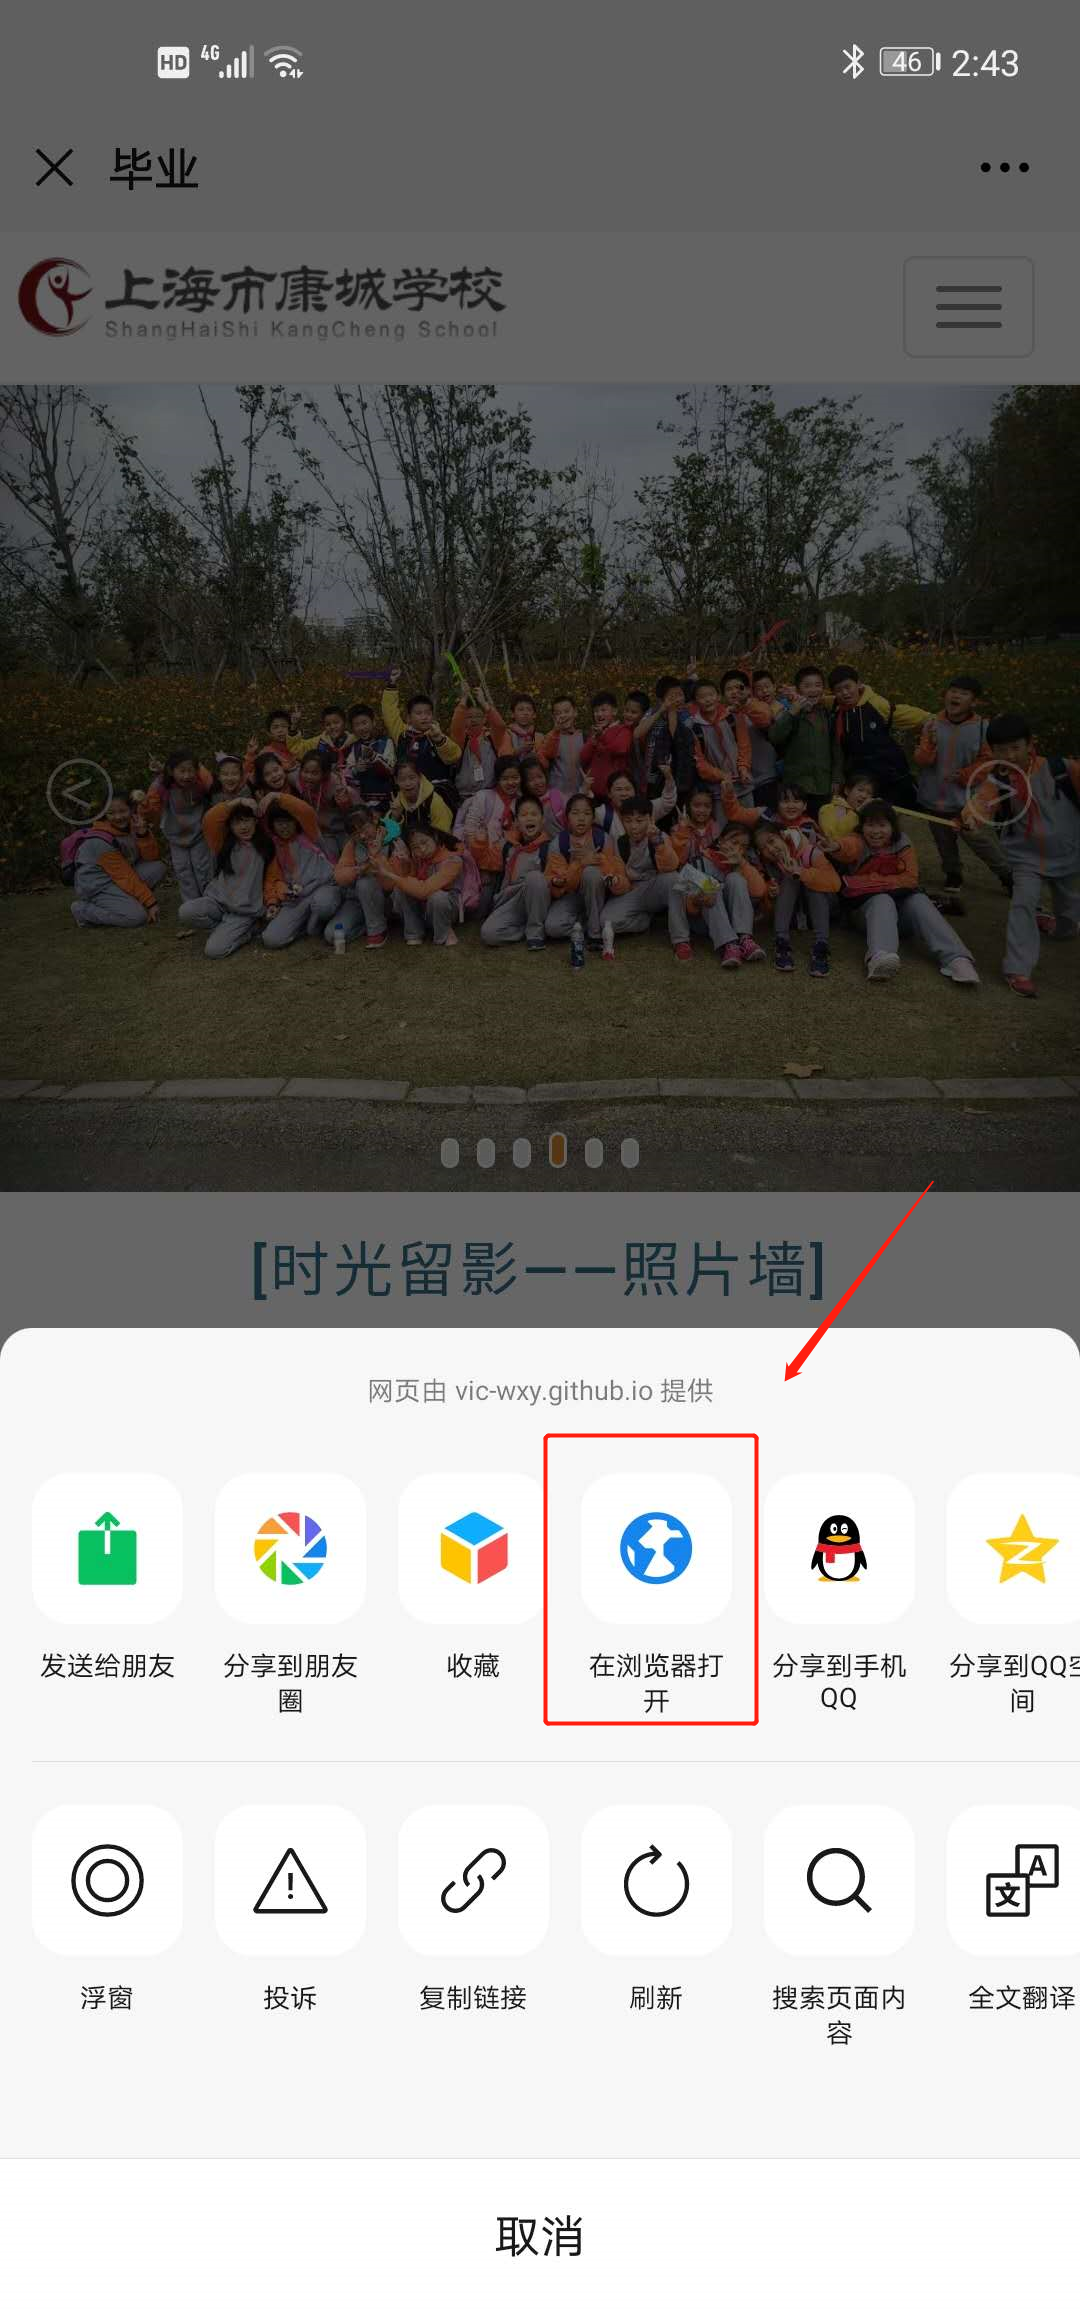 HD 4G 46 2:43
毕业
上海市康城学校
ShangHaiShi KangCheng School
[时光留影——照片墙]
网页由 vic-wxy.github.io 提供
发送给朋友
分享到朋友
圈
收藏
在浏览器打
开
分享到手机
QQ
分享到QQ空
间
浮窗
投诉
复制链接
刷新
搜索页面内
容
全文翻译
取消